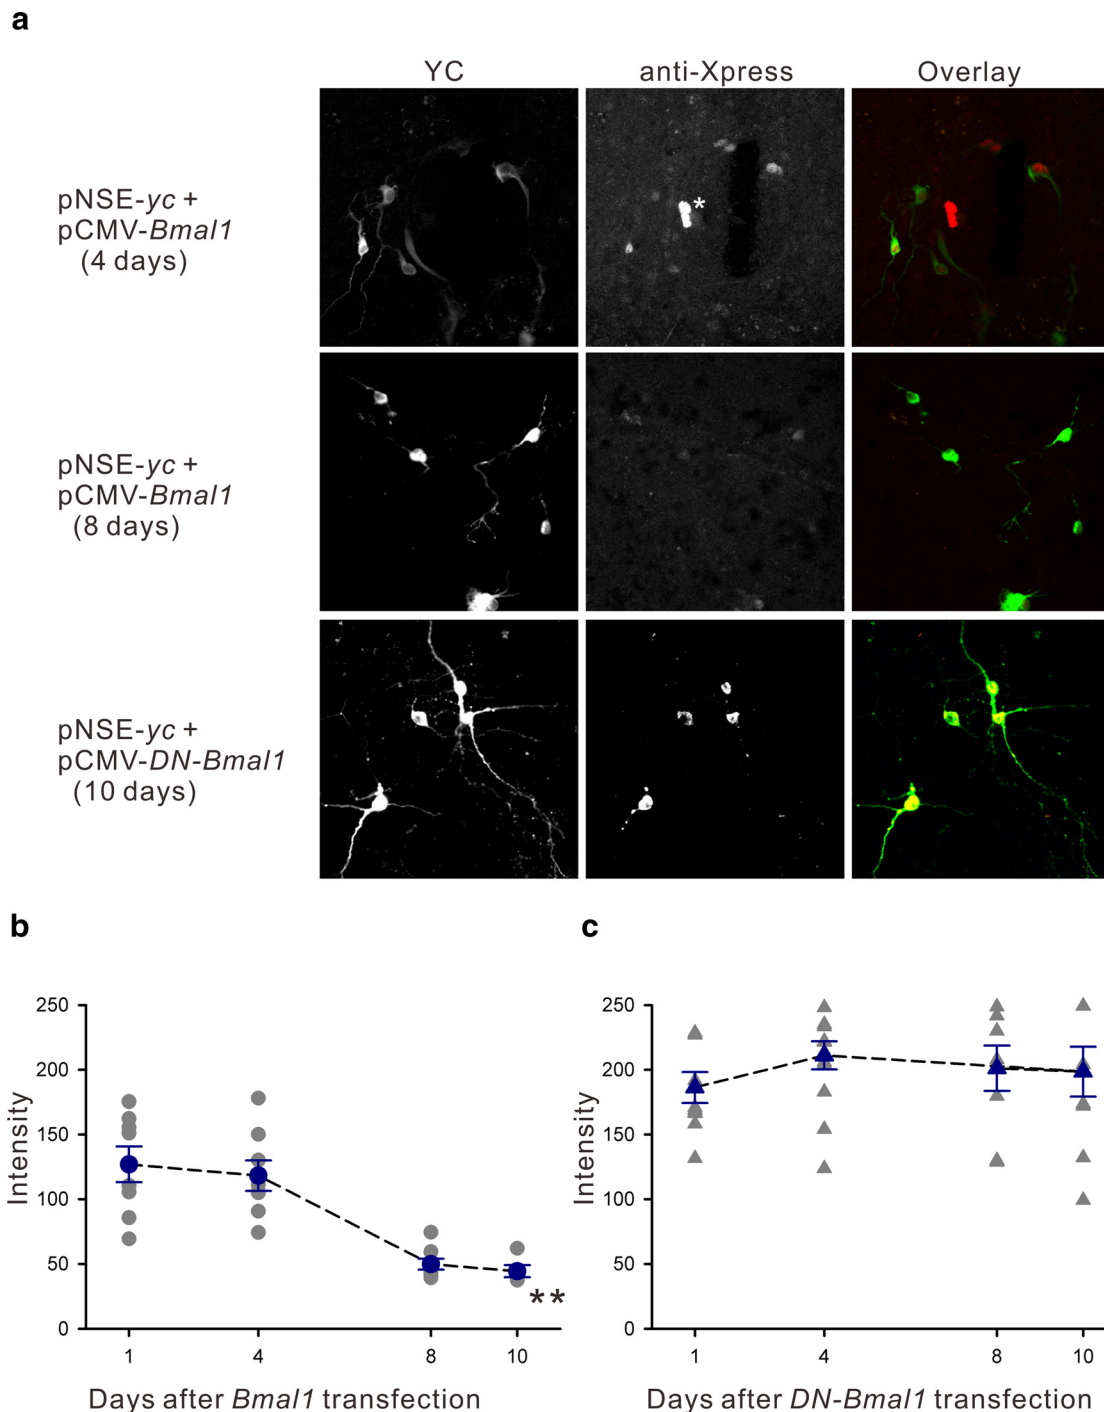 a
YC anti-Xpress Overlay
pNSE-yc +
pCMV-Bmal1
(4 days)
*
pNSE-yc +
pCMV-Bmal1
(8 days)
pNSE-yc +
pCMV-DN-Bmal1
(10 days)
b
Intensity
250
200
150
100
50
0
**
1 4 8 10
Days after Bmal1 transfection
c
Intensity
250
200
150
100
50
0
1 4 8 10
Days after DN-Bmal1 transfection